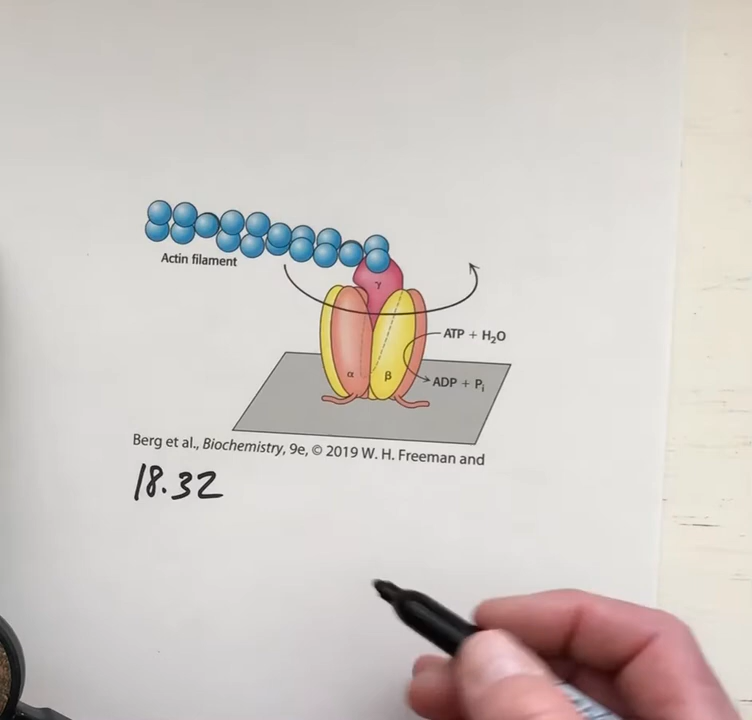 Actin filament
γ
ATP + H₂O
α
β
ADP + Pᵢ
Berg et al., Biochemistry, 9e, © 2019 W. H. Freeman and
18.32